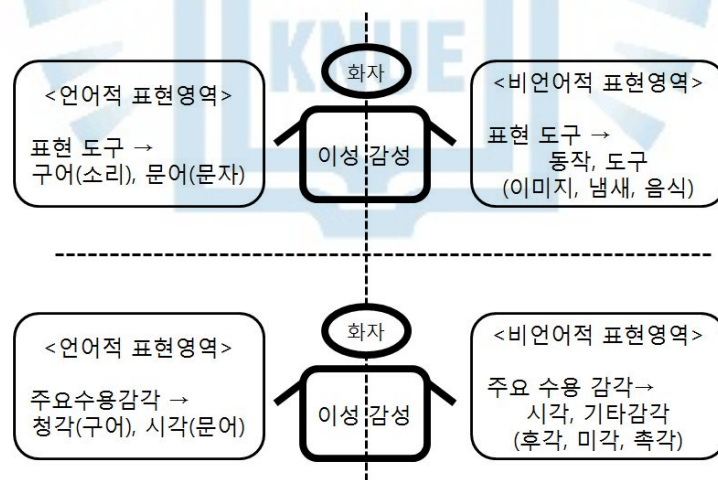 KNUE
화자
<언어적 표현영역>
표현 도구 →
구어(소리), 문어(문자)
이성 감성
<비언어적 표현영역>
표현 도구 →
동작, 도구
(이미지, 냄새, 음식)
화자
<언어적 표현영역>
주요수용감각 →
청각(구어), 시각(문어)
이성 감성
<비언어적 표현영역>
주요 수용 감각→
시각, 기타감각
(후각, 미각, 촉각)